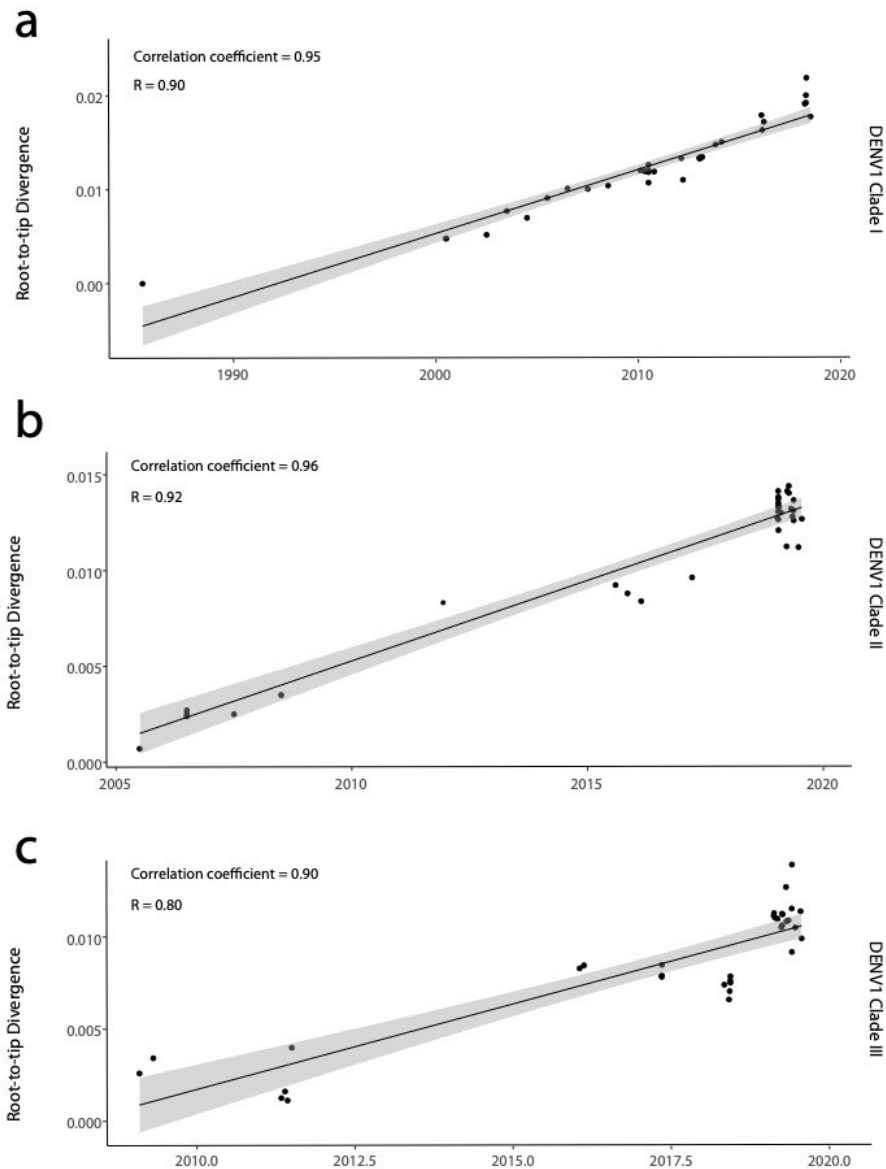 a
Correlation coefficient = 0.95
R = 0.90
0.02
0.01
0.00
Root-to-tip Divergence
DENV1 Clade I
1990
2000
2010
2020
b
Correlation coefficient = 0.96
R = 0.92
0.015
0.010
0.005
0.000
Root-to-tip Divergence
DENV1 Clade II
2005
2010
2015
2020
c
Correlation coefficient = 0.90
R = 0.80
0.010
0.005
0.000
Root-to-tip Divergence
DENV1 Clade III
2010.0
2012.5
2015.0
2017.5
2020.0